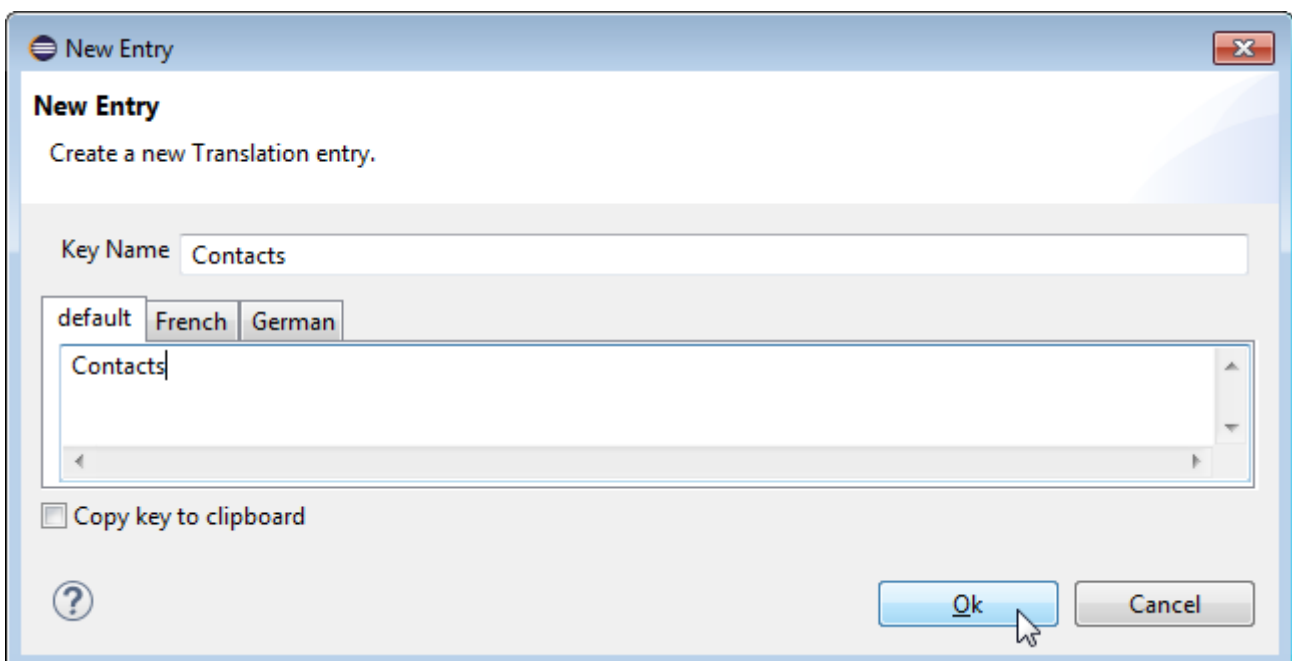 New Entry
New Entry
Create a new Translation entry.
Key Name Contacts
default French German
Contacts
Copy key to clipboard
? Ok Cancel